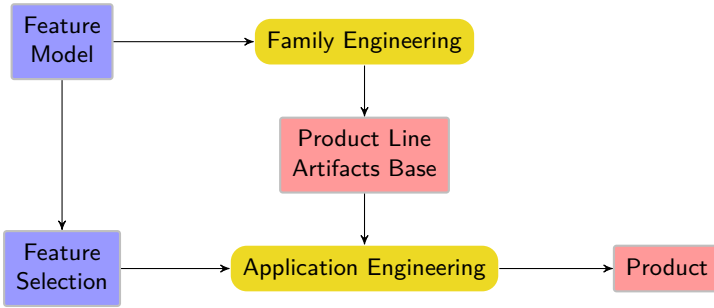 Feature
Model
Family Engineering
Product Line
Artifacts Base
Feature
Selection
Application Engineering
Product